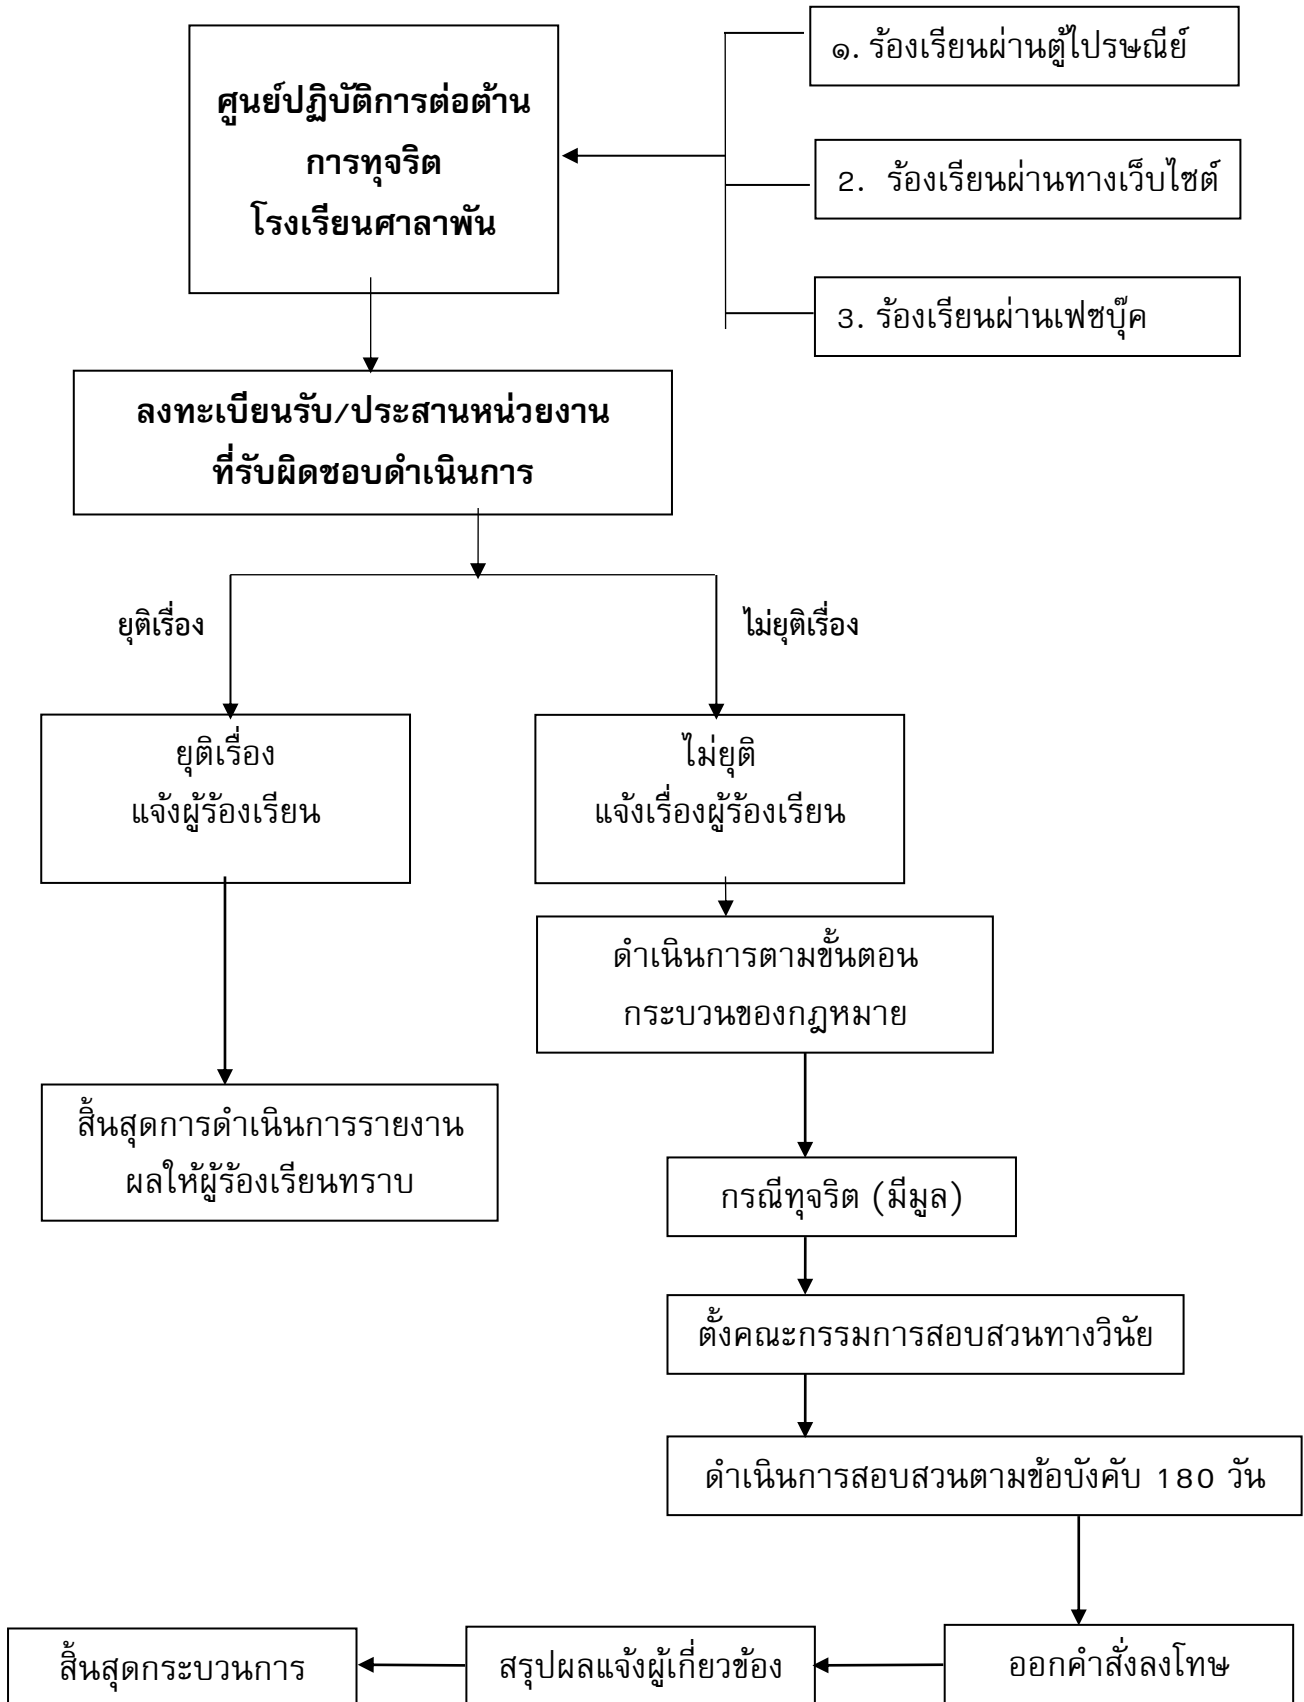 ศูนย์ปฏิบัติการต่อต้าน
การทุจริต
โรงเรียนศาลาพัน
๑. ร้องเรียนผ่านตู้ไปรษณีย์
2. ร้องเรียนผ่านทางเว็บไซต์
3. ร้องเรียนผ่านเฟซบุ๊ค
ลงทะเบียนรับ/ประสานหน่วยงาน
ที่รับผิดชอบดำเนินการ
ยุติเรื่อง
ไม่ยุติเรื่อง
ยุติเรื่อง
แจ้งผู้ร้องเรียน
ไม่ยุติ
แจ้งเรื่องผู้ร้องเรียน
ดำเนินการตามขั้นตอน
กระบวนของกฎหมาย
สิ้นสุดการดำเนินการรายงาน
ผลให้ผู้ร้องเรียนทราบ
กรณีทุจริต (มีมูล)
ตั้งคณะกรรมการสอบสวนทางวินัย
ดำเนินการสอบสวนตามข้อบังคับ 180 วัน
ออกคำสั่งลงโทษ
สรุปผลแจ้งผู้เกี่ยวข้อง
สิ้นสุดกระบวนการ